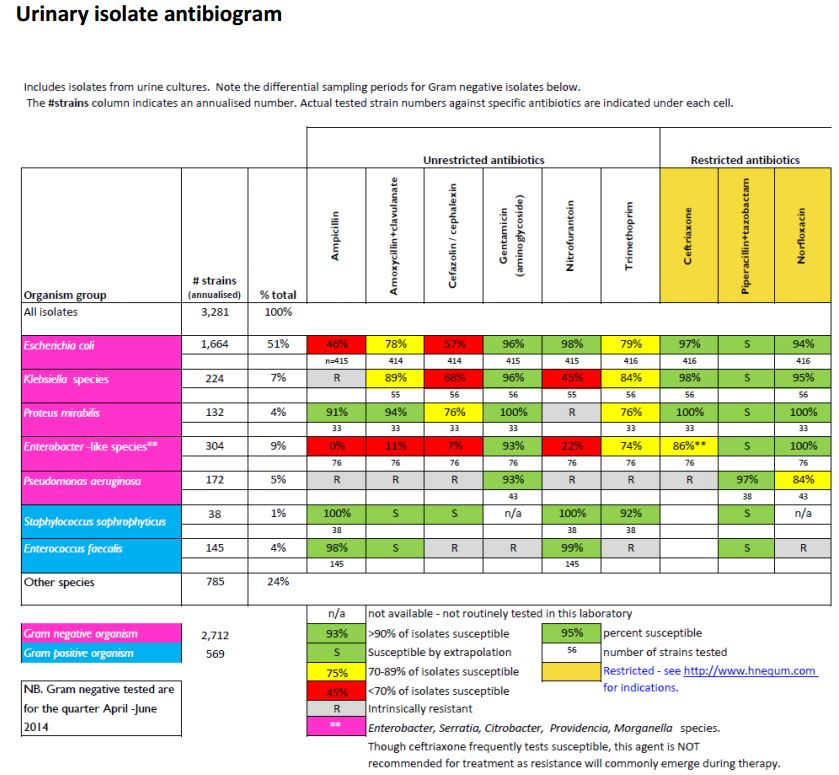 Urinary isolate antibiogram
Includes isolates from urine cultures. Note the differential sampling periods for Gram negative isolates below.
The #strains column indicates an annualised number. Actual tested strain numbers against specific antibiotics are indicated under each cell.
Unrestricted antibiotics Restricted antibiotics
Organism group # strains (annualised) % total Ampicillin Amoxycillin+clavulanate Cefazolin / cephalexin Gentamicin (aminoglycoside) Nitrofurantoin Trimethoprim Ceftriaxone Piperacillin+tazobactam Norfloxacin
All isolates 3,281 100%
Escherichia coli 1,664 51% 46% 78% 57% 96% 98% 79% 97% S 94%
n=415 414 414 415 415 416 416 416
Klebsiella species 224 7% R 89% 68% 96% 45% 84% 98% S 95%
55 56 56 55 56 56 56
Proteus mirabilis 132 4% 91% 94% 76% 100% R 76% 100% S 100%
33 33 33 33 33 33 33
Enterobacter -like species** 304 9% 0% 11% 7% 93% 22% 74% 86%** S 100%
76 76 76 76 76 76 76 76
Pseudomonas aeruginosa 172 5% R R R 93% R R R 97% 84%
43 38 43
Staphylococcus saphrophyticus 38 1% 100% S S n/a 100% 92% S n/a
38 38 38
Enterococcus faecalis 145 4% 98% S R R 99% R S R
145 145
Other species 785 24%
n/a not available - not routinely tested in this laboratory
Gram negative organism 2,712 93% >90% of isolates susceptible 95% percent susceptible
Gram positive organism 569 S Susceptible by extrapolation 56 number of strains tested
75% 70-89% of isolates susceptible Restricted - see http://www.hnequm.com
for indications.
NB. Gram negative tested are
for the quarter April -June
2014
45% <70% of isolates susceptible
R Intrinsically resistant
** Enterobacter, Serratia, Citrobacter, Providencia, Morganella species.
Though ceftriaxone frequently tests susceptible, this agent is NOT
recommended for treatment as resistance will commonly emerge during therapy.